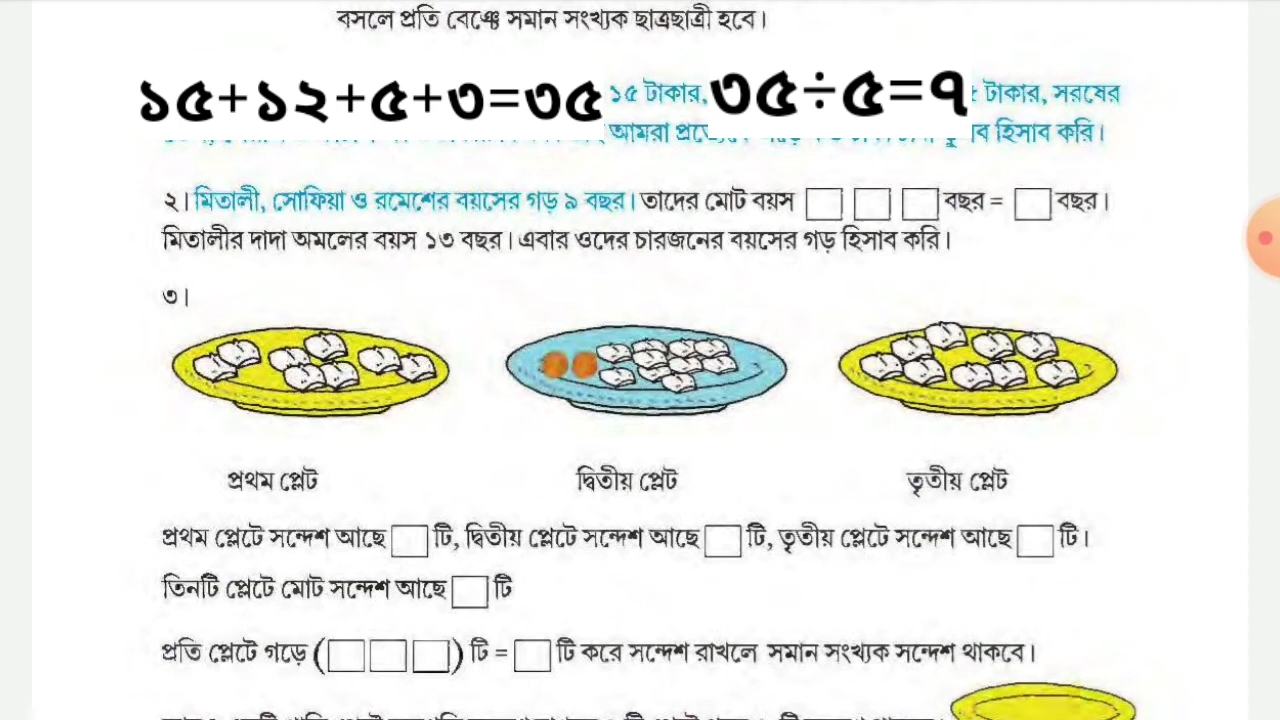 বসলে প্রতি বেঞ্চে সমান সংখ্যক ছাত্রছাত্রী হবে।
১৫+১২+৫+৩=৩৫ ১৫ টাকার, ৩৫÷৫=৭ টাকার, সরষের
আমরা হিসাব করি।
২। মিতালী, সোফিয়া ও রমেশের বয়সের গড় ৯ বছর। তাদের মোট বয়স □ □ □ বছর = □ বছর।
মিতালীর দাদা অমলের বয়স ১৩ বছর। এবার ওদের চারজনের বয়সের গড় হিসাব করি।
৩।
প্রথম প্লেট দ্বিতীয় প্লেট তৃতীয় প্লেট
প্রথম প্লেটে সন্দেশ আছে □ টি, দ্বিতীয় প্লেটে সন্দেশ আছে □ টি, তৃতীয় প্লেটে সন্দেশ আছে □ টি।
তিনটি প্লেটে মোট সন্দেশ আছে □ টি
প্রতি প্লেটে গড়ে (□ □ □) টি = □ টি করে সন্দেশ রাখলে সমান সংখ্যক সন্দেশ থাকবে।